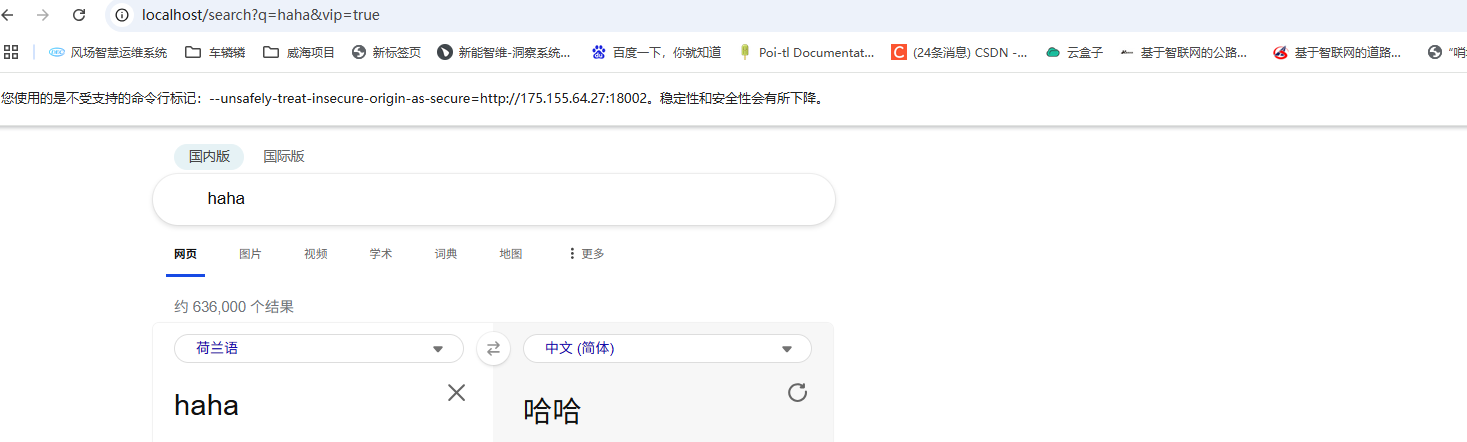 localhost/search?q=haha&vip=true
风场智慧运维系统 车辚辚 威海项目 新标签页 新能智维-洞察系统... 百度一下，你就知道 Poi-tl Documentat... (24条消息) CSDN -... 云盒子 基于智联网的公路... 基于智联网的道路... “哨
您使用的是不受支持的命令行标记：--unsafely-treat-insecure-origin-as-secure=http://175.155.64.27:18002。稳定性和安全性会有所下降。
国内版 国际版
haha
网页 图片 视频 学术 词典 地图 更多
约 636,000 个结果
荷兰语 中文 (简体)
haha 哈哈